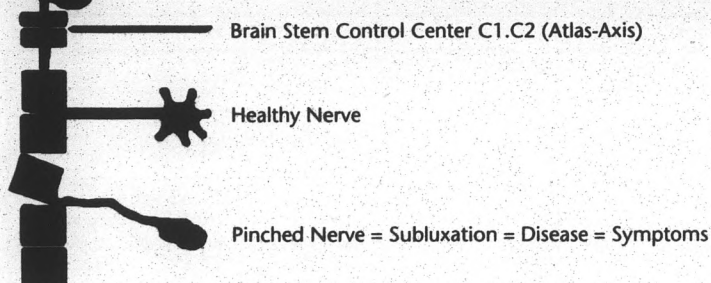 Brain Stem Control Center C1.C2 (Atlas-Axis)
Healthy Nerve
Pinched Nerve = Subluxation = Disease = Symptoms